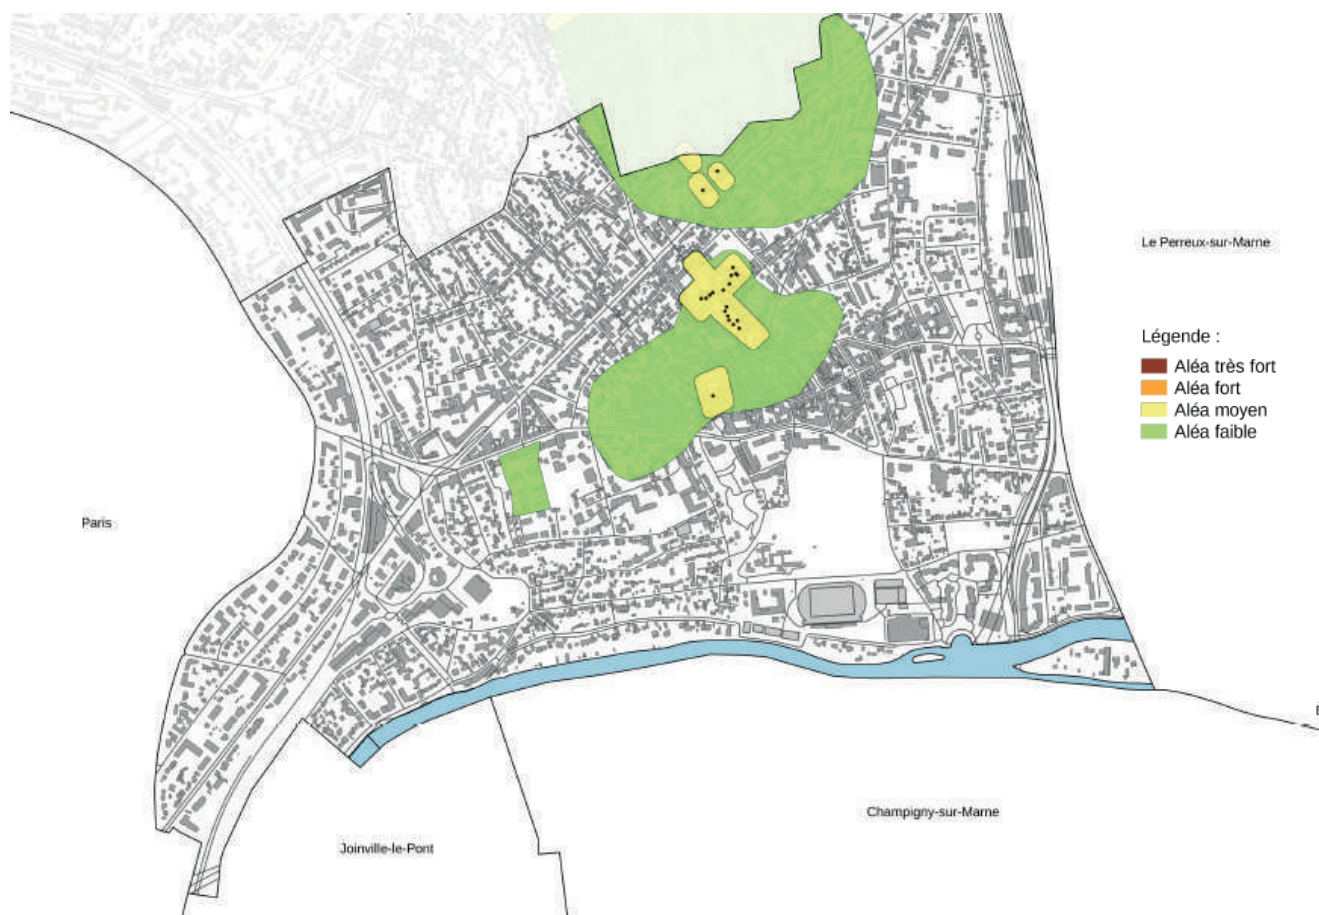 Le Perreux-sur-Marne
Légende :
Aléa très fort
Aléa fort
Aléa moyen
Aléa faible
Paris
Champigny-sur-Marne
Joinville-le-Pont